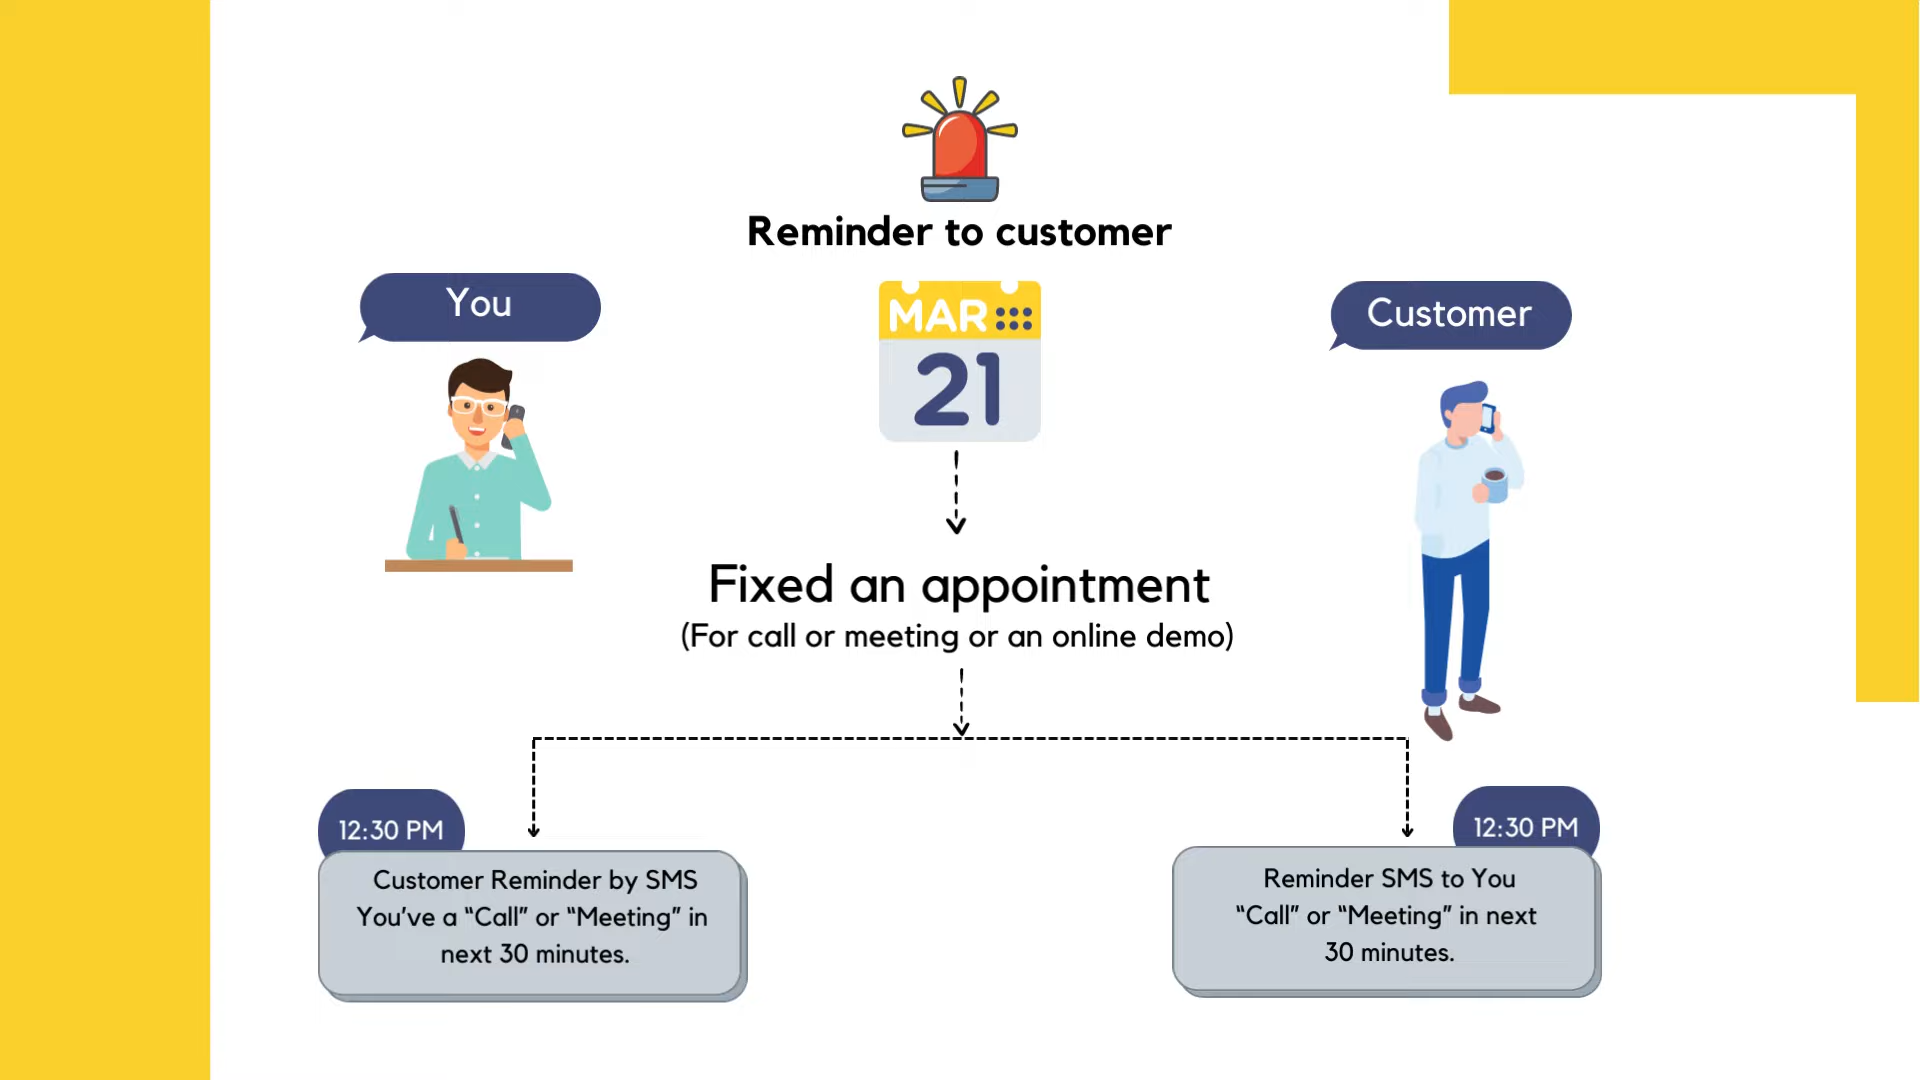 Reminder to customer
You
MAR
21
Customer
Fixed an appointment
(For call or meeting or an online demo)
12:30 PM
Customer Reminder by SMS
You’ve a “Call” or “Meeting” in
next 30 minutes.
12:30 PM
Reminder SMS to You
“Call” or “Meeting” in next
30 minutes.